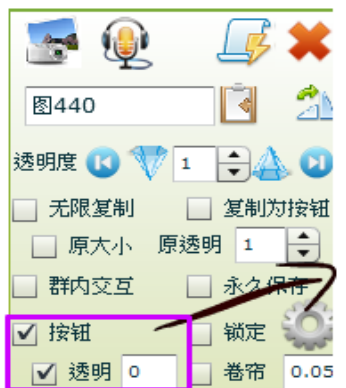 图440
透明度 1
无限复制 复制为按钮
原大小 原透明 1
群内交互 永久保存
按钮 锁定
透明 0 卷帘 0.05